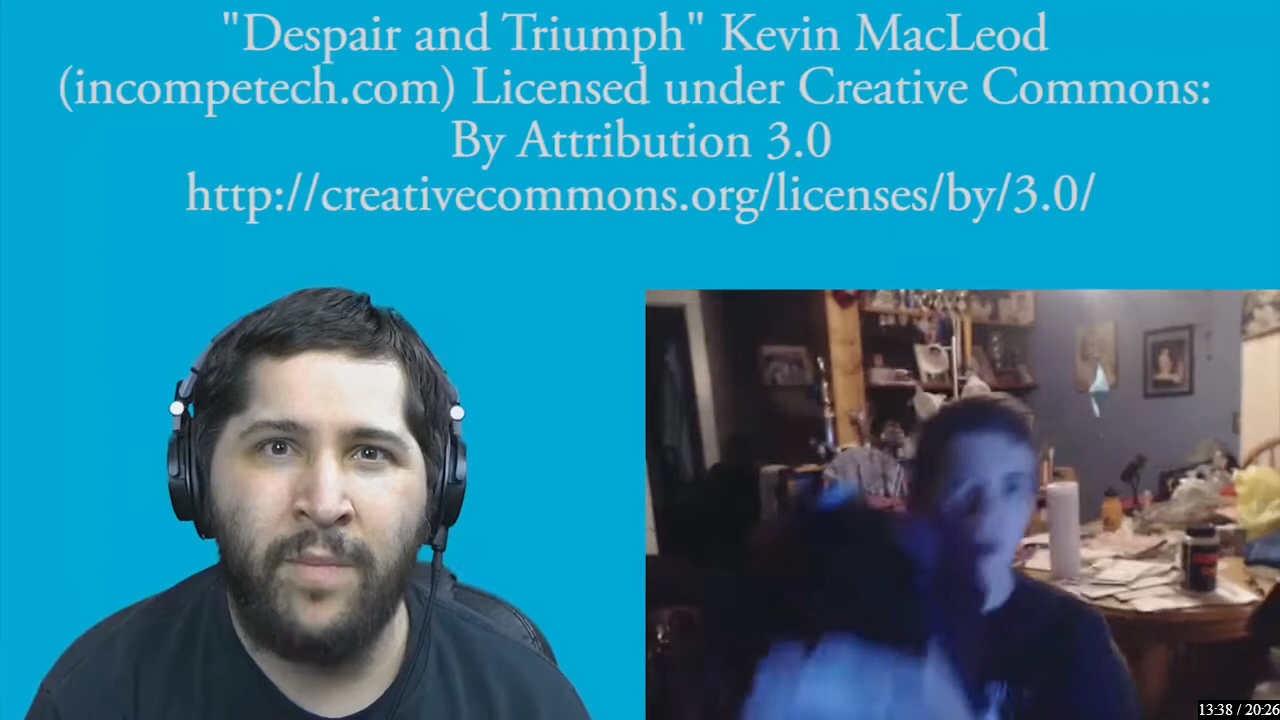 "Despair and Triumph" Kevin MacLeod
(incompetech.com) Licensed under Creative Commons:
By Attribution 3.0
http://creativecommons.org/licenses/by/3.0/
13:38 / 20:26